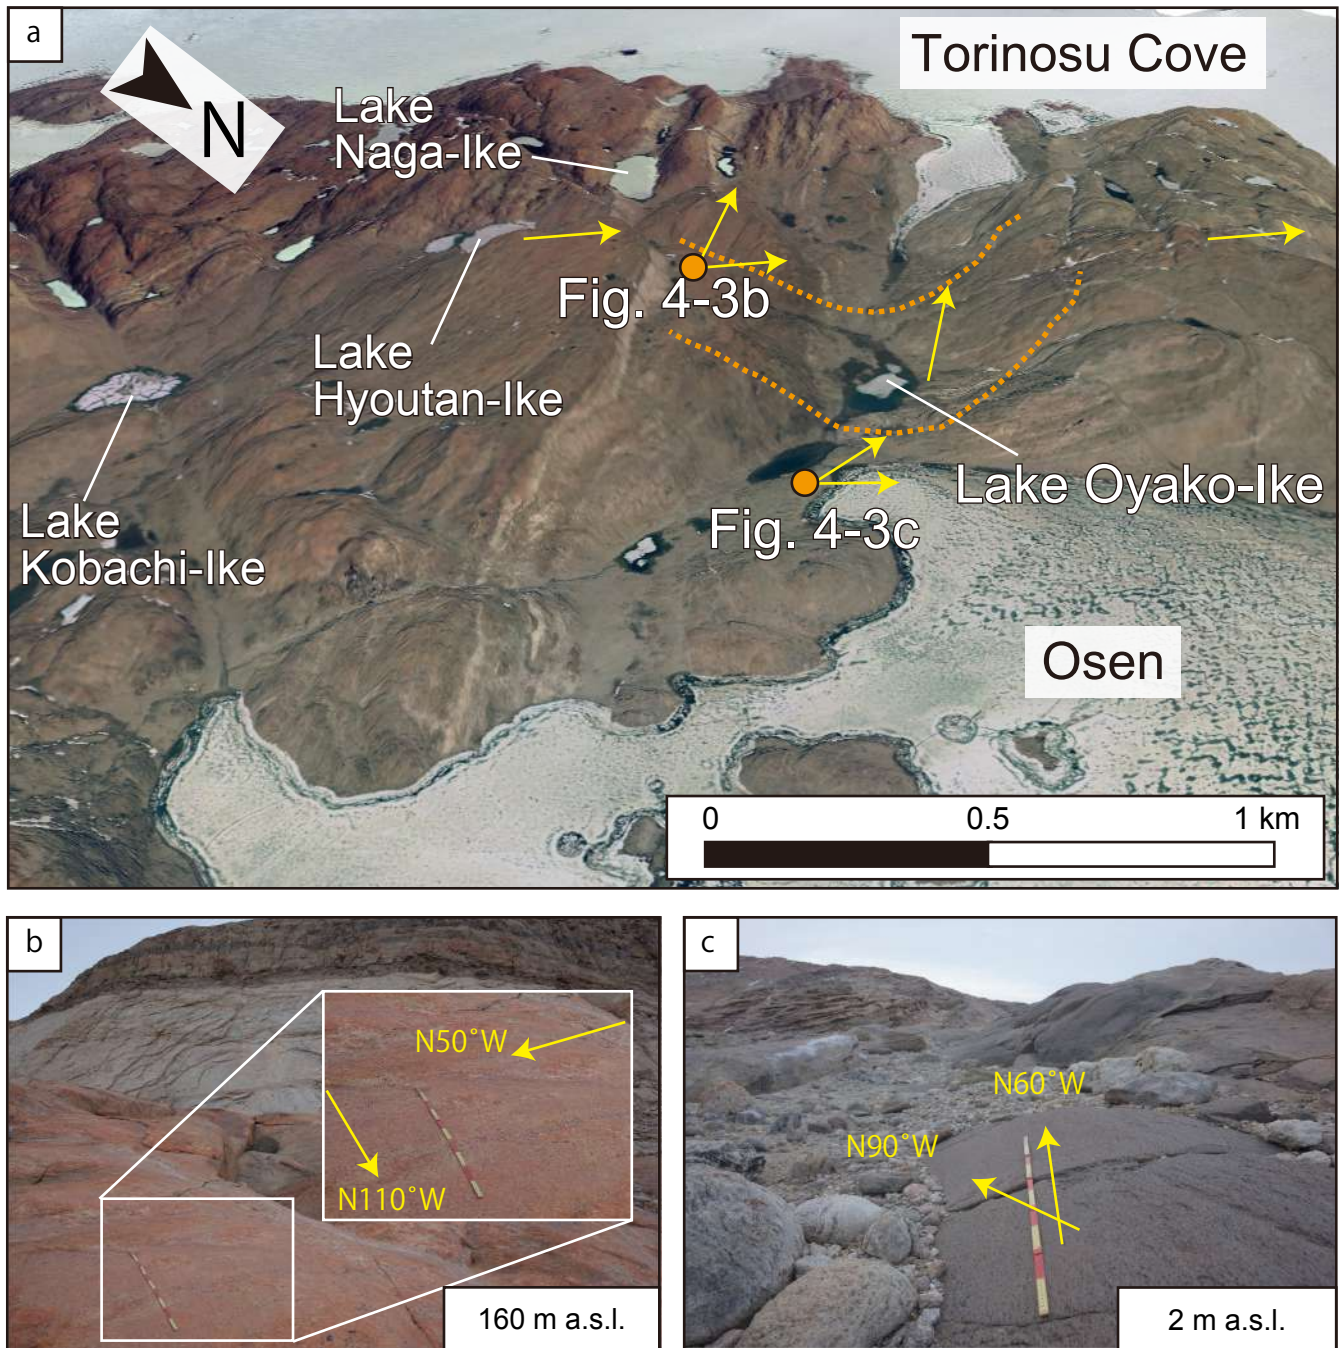 a
N
Torinosu Cove
Lake
Naga-Ike
Fig. 4-3b
Lake
Hyoutan-Ike
Lake
Kobachi-Ike
Lake Oyako-Ike
Fig. 4-3c
Osen
0 0.5 1 km
b
N50°W
N110°W
160 m a.s.l.
c
N60°W
N90°W
2 m a.s.l.